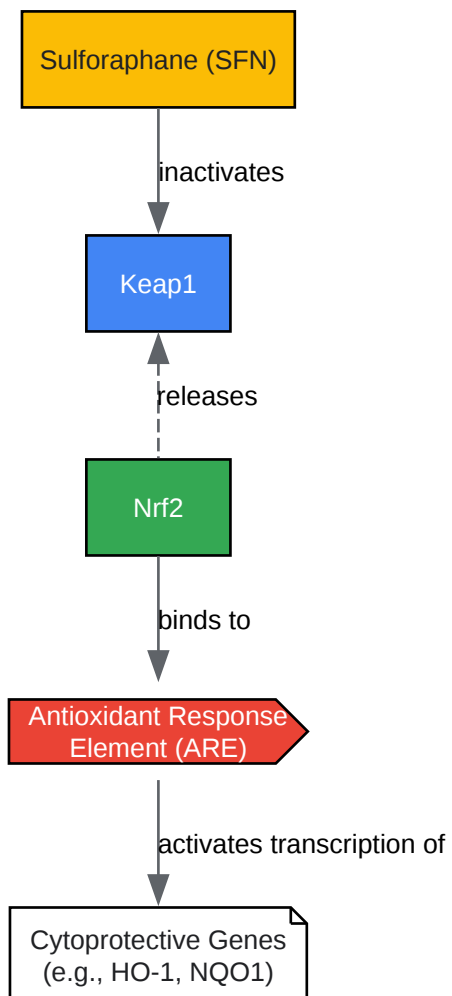 Sulforaphane (SFN)
inactivates
Keap1
releases
Nrf2
binds to
Antioxidant Response
Element (ARE)
activates transcription of
Cytoprotective Genes
(e.g., HO-1, NQO1)